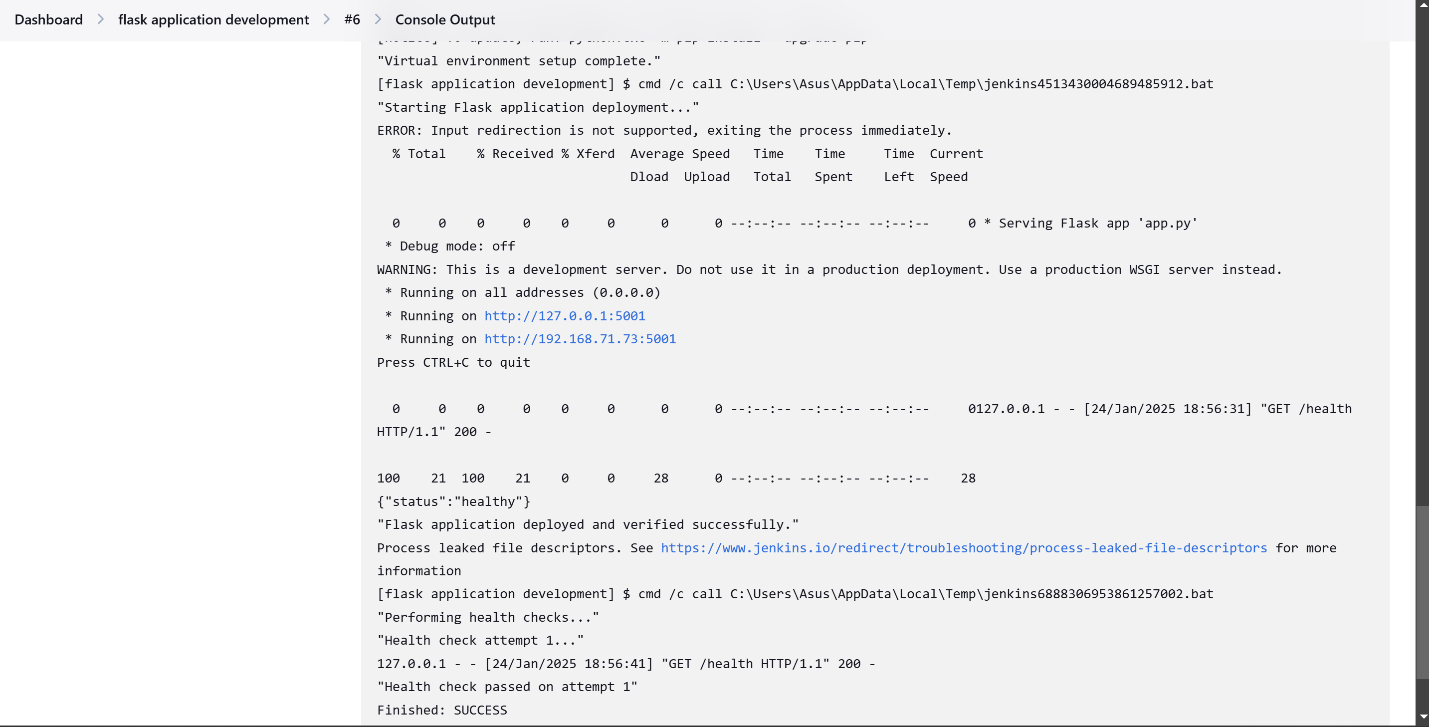 Dashboard > flask application development > #6 > Console Output
"Virtual environment setup complete."
[flask application development] $ cmd /c call C:\Users\Asus\AppData\Local\Temp\jenkins4513430004689485912.bat
"Starting Flask application deployment..."
ERROR: Input redirection is not supported, exiting the process immediately.
  % Total    % Received % Xferd  Average Speed   Time    Time     Time  Current
                                 Dload  Upload   Total   Spent    Left  Speed
  0     0    0     0    0     0      0      0 --:--:-- --:--:-- --:--:--     0 * Serving Flask app 'app.py'
 * Debug mode: off
WARNING: This is a development server. Do not use it in a production deployment. Use a production WSGI server instead.
 * Running on all addresses (0.0.0.0)
 * Running on http://127.0.0.1:5001
 * Running on http://192.168.71.73:5001
Press CTRL+C to quit
  0     0    0     0    0     0      0      0 --:--:-- --:--:-- --:--:--     0127.0.0.1 - - [24/Jan/2025 18:56:31] "GET /health
HTTP/1.1" 200 -
100    21  100    21    0     0     28      0 --:--:-- --:--:-- --:--:--    28
{"status":"healthy"}
"Flask application deployed and verified successfully."
Process leaked file descriptors. See https://www.jenkins.io/redirect/troubleshooting/process-leaked-file-descriptors for more
information
[flask application development] $ cmd /c call C:\Users\Asus\AppData\Local\Temp\jenkins6888306953861257002.bat
"Performing health checks..."
"Health check attempt 1..."
127.0.0.1 - - [24/Jan/2025 18:56:41] "GET /health HTTP/1.1" 200 -
"Health check passed on attempt 1"
Finished: SUCCESS